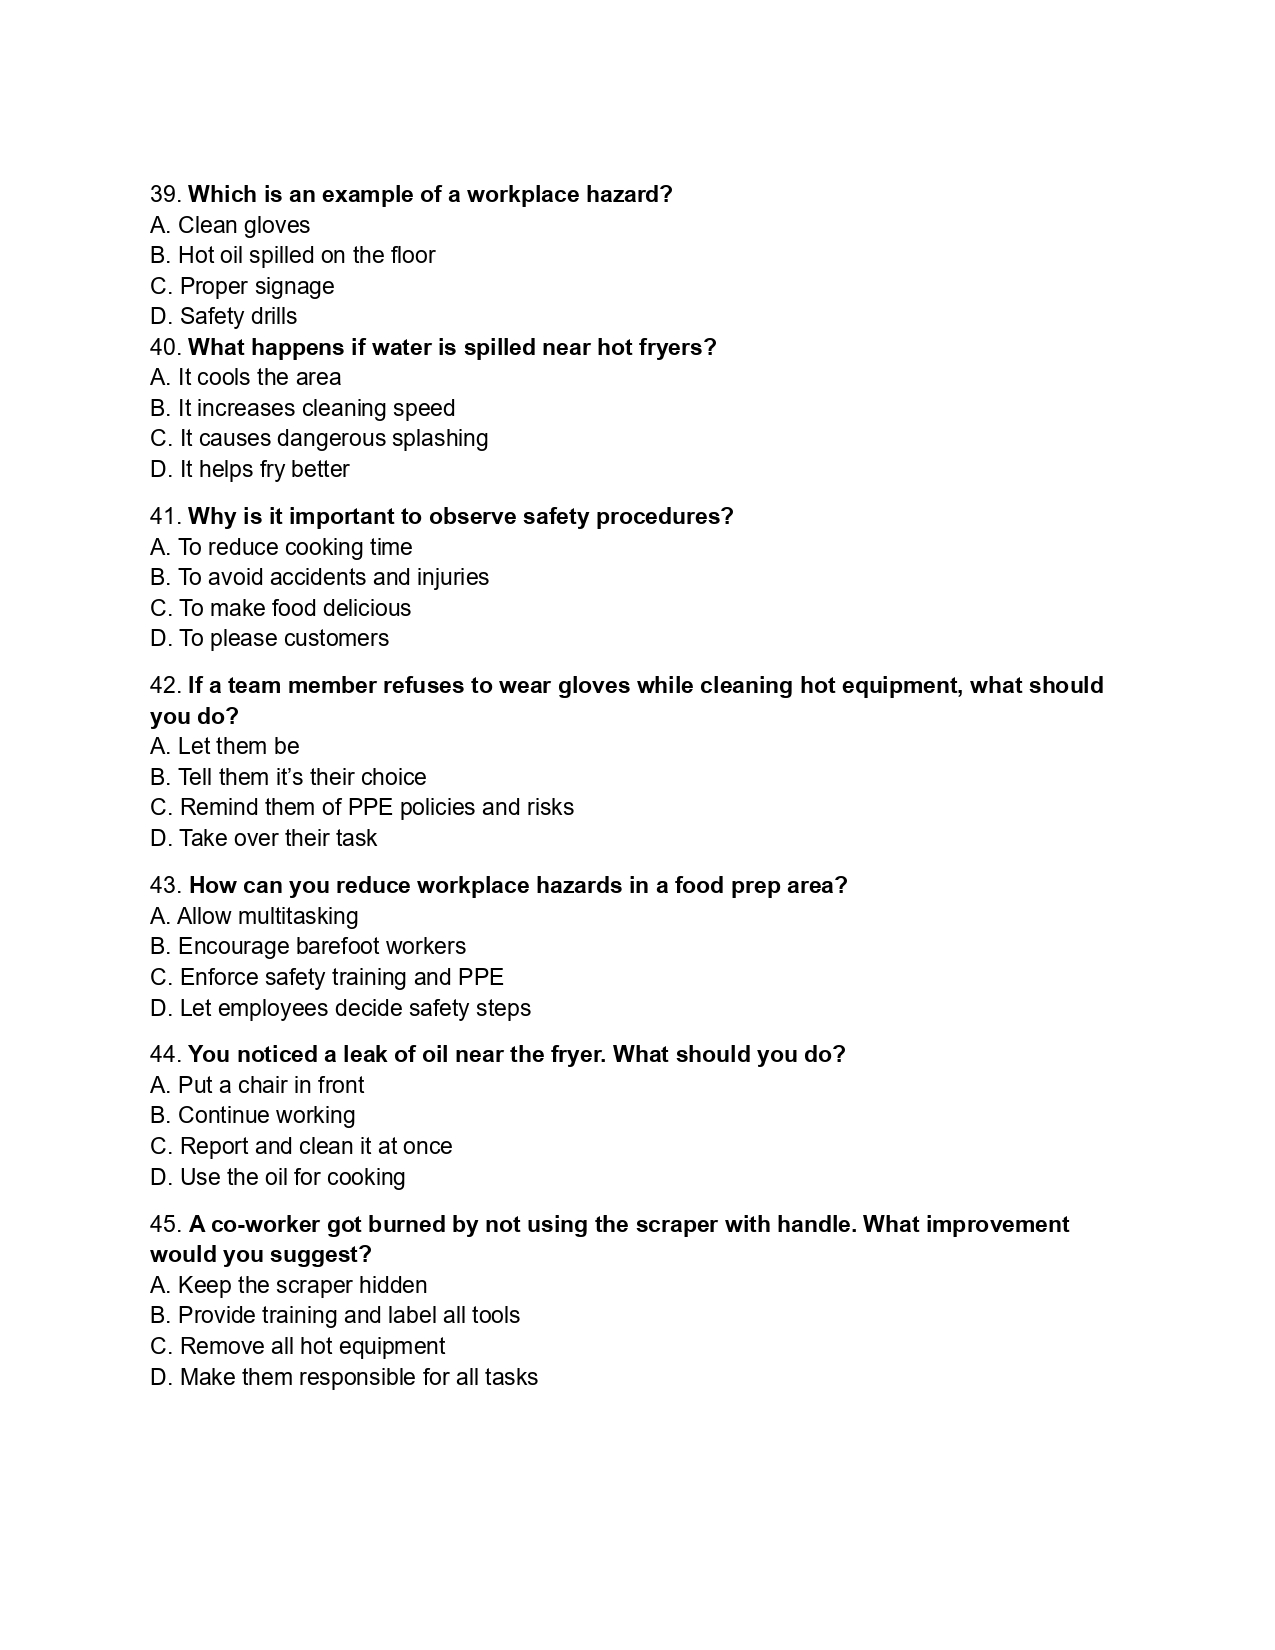 39. Which is an example of a workplace hazard?
A. Clean gloves
B. Hot oil spilled on the floor
C. Proper signage
D. Safety drills
40. What happens if water is spilled near hot fryers?
A. It cools the area
B. It increases cleaning speed
C. It causes dangerous splashing
D. It helps fry better
41. Why is it important to observe safety procedures?
A. To reduce cooking time
B. To avoid accidents and injuries
C. To make food delicious
D. To please customers
42. If a team member refuses to wear gloves while cleaning hot equipment, what should
you do?
A. Let them be
B. Tell them it’s their choice
C. Remind them of PPE policies and risks
D. Take over their task
43. How can you reduce workplace hazards in a food prep area?
A. Allow multitasking
B. Encourage barefoot workers
C. Enforce safety training and PPE
D. Let employees decide safety steps
44. You noticed a leak of oil near the fryer. What should you do?
A. Put a chair in front
B. Continue working
C. Report and clean it at once
D. Use the oil for cooking
45. A co-worker got burned by not using the scraper with handle. What improvement
would you suggest?
A. Keep the scraper hidden
B. Provide training and label all tools
C. Remove all hot equipment
D. Make them responsible for all tasks